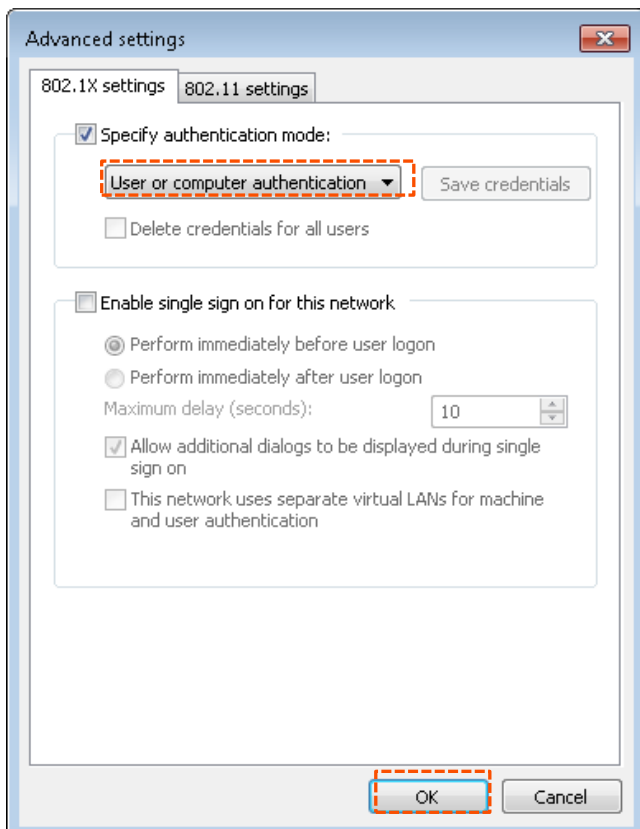 Advanced settings
802.1X settings
802.11 settings
Specify authentication mode:
User or computer authentication
Save credentials
Delete credentials for all users
Enable single sign on for this network
Perform immediately before user logon
Perform immediately after user logon
Maximum delay (seconds):
10
Allow additional dialogs to be displayed during single
sign on
This network uses separate virtual LANs for machine
and user authentication
OK
Cancel